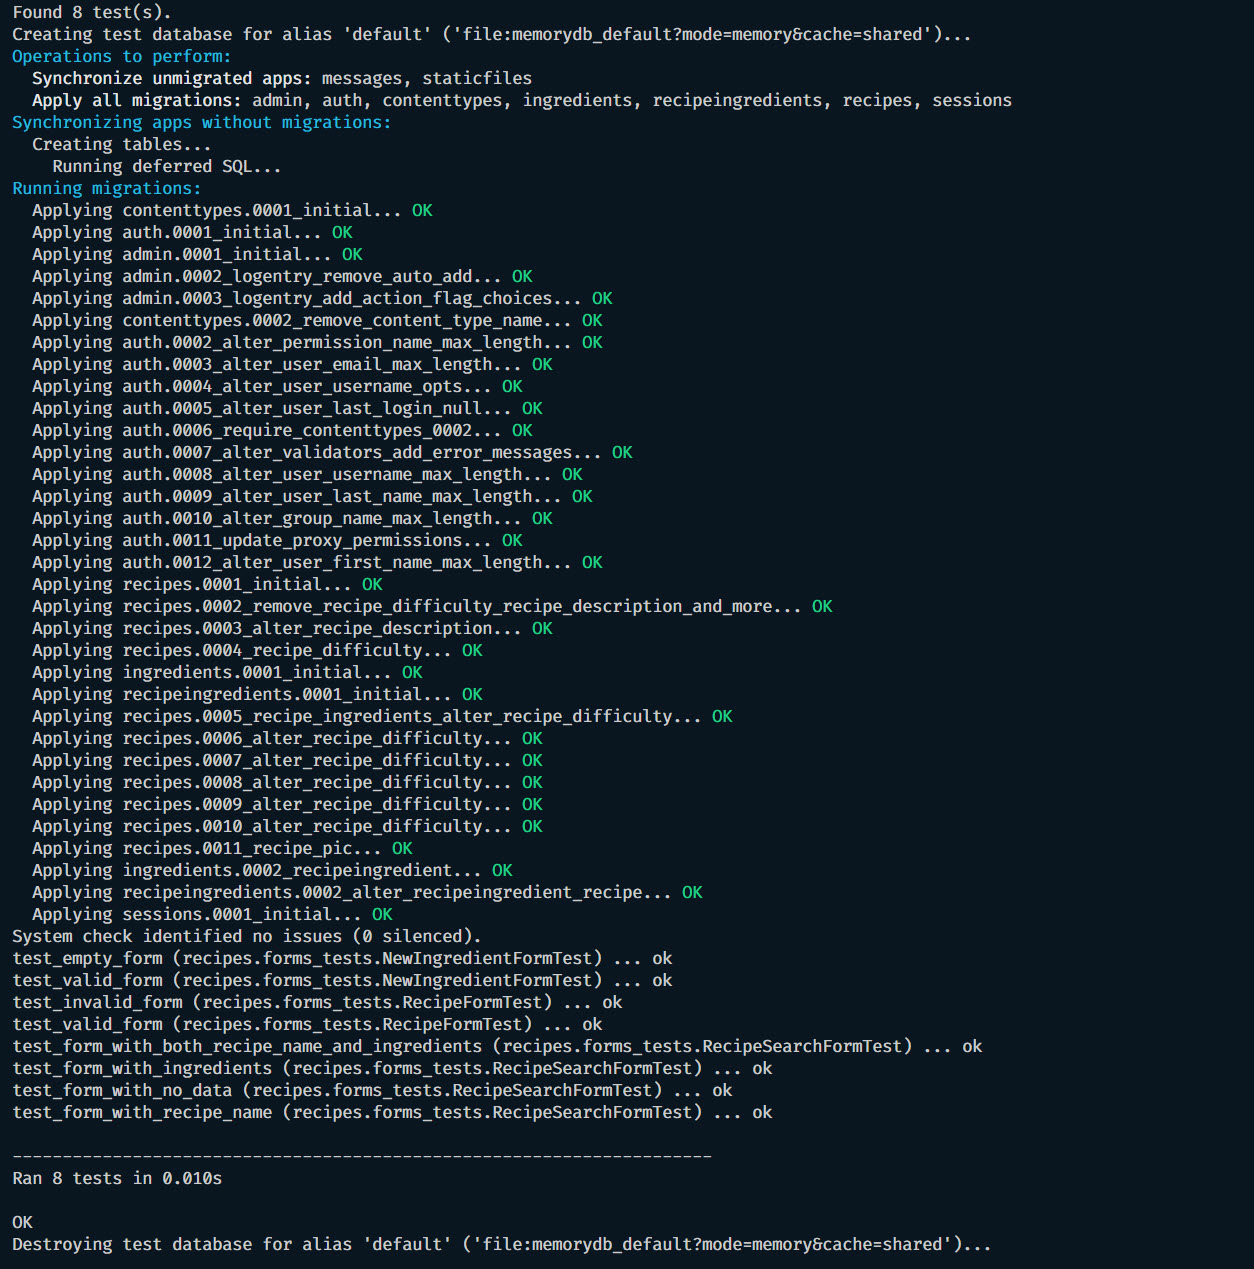 Found 8 test(s).
Creating test database for alias 'default' ('file:memorydb_default?mode=memory&cache=shared')...
Operations to perform:
  Synchronize unmigrated apps: messages, staticfiles
  Apply all migrations: admin, auth, contenttypes, ingredients, recipeingredients, recipes, sessions
Synchronizing apps without migrations:
  Creating tables...
    Running deferred SQL...
Running migrations:
  Applying contenttypes.0001_initial... OK
  Applying auth.0001_initial... OK
  Applying admin.0001_initial... OK
  Applying admin.0002_logentry_remove_auto_add... OK
  Applying admin.0003_logentry_add_action_flag_choices... OK
  Applying contenttypes.0002_remove_content_type_name... OK
  Applying auth.0002_alter_permission_name_max_length... OK
  Applying auth.0003_alter_user_email_max_length... OK
  Applying auth.0004_alter_user_username_opts... OK
  Applying auth.0005_alter_user_last_login_null... OK
  Applying auth.0006_require_contenttypes_0002... OK
  Applying auth.0007_alter_validators_add_error_messages... OK
  Applying auth.0008_alter_user_username_max_length... OK
  Applying auth.0009_alter_user_last_name_max_length... OK
  Applying auth.0010_alter_group_name_max_length... OK
  Applying auth.0011_update_proxy_permissions... OK
  Applying auth.0012_alter_user_first_name_max_length... OK
  Applying recipes.0001_initial... OK
  Applying recipes.0002_remove_recipe_difficulty_recipe_description_and_more... OK
  Applying recipes.0003_alter_recipe_description... OK
  Applying recipes.0004_recipe_difficulty... OK
  Applying ingredients.0001_initial... OK
  Applying recipeingredients.0001_initial... OK
  Applying recipes.0005_recipe_ingredients_alter_recipe_difficulty... OK
  Applying recipes.0006_alter_recipe_difficulty... OK
  Applying recipes.0007_alter_recipe_difficulty... OK
  Applying recipes.0008_alter_recipe_difficulty... OK
  Applying recipes.0009_alter_recipe_difficulty... OK
  Applying recipes.0010_alter_recipe_difficulty... OK
  Applying recipes.0011_recipe_pic... OK
  Applying ingredients.0002_recipeingredient... OK
  Applying recipeingredients.0002_alter_recipeingredient_recipe... OK
  Applying sessions.0001_initial... OK
System check identified no issues (0 silenced).
test_empty_form (recipes.forms_tests.NewIngredientFormTest) ... ok
test_valid_form (recipes.forms_tests.NewIngredientFormTest) ... ok
test_invalid_form (recipes.forms_tests.RecipeFormTest) ... ok
test_valid_form (recipes.forms_tests.RecipeFormTest) ... ok
test_form_with_both_recipe_name_and_ingredients (recipes.forms_tests.RecipeSearchFormTest) ... ok
test_form_with_ingredients (recipes.forms_tests.RecipeSearchFormTest) ... ok
test_form_with_no_data (recipes.forms_tests.RecipeSearchFormTest) ... ok
test_form_with_recipe_name (recipes.forms_tests.RecipeSearchFormTest) ... ok

----------------------------------------------------------------------
Ran 8 tests in 0.010s

OK
Destroying test database for alias 'default' ('file:memorydb_default?mode=memory&cache=shared')...